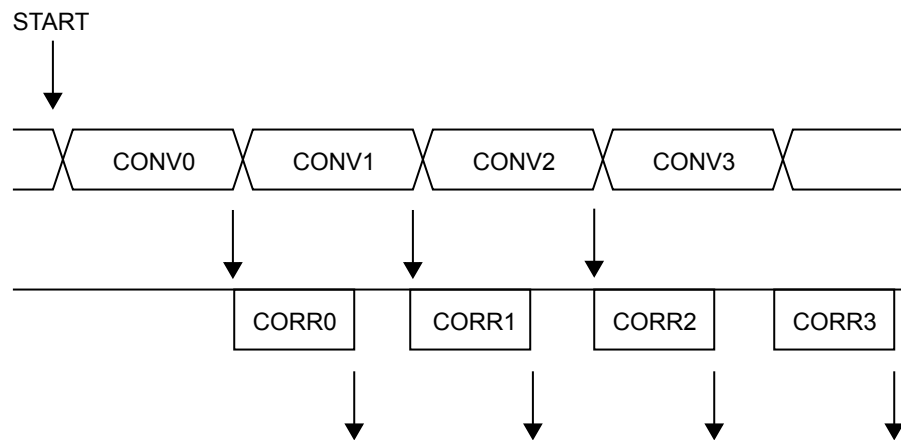 START
CONV0 CONV1 CONV2 CONV3
CORR0 CORR1 CORR2 CORR3